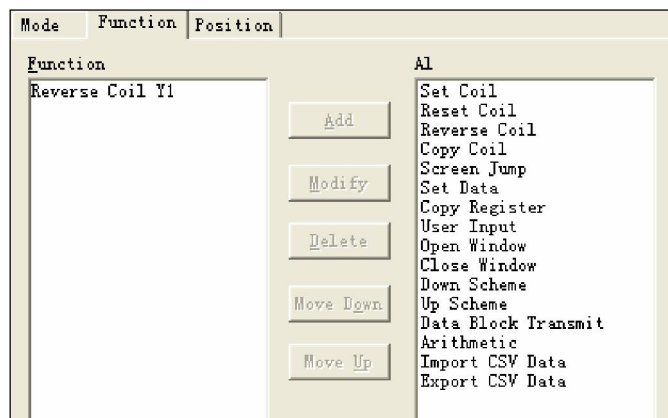 Mode Function Position
Function
Reverse Coil Y1
Add
Modify
Delete
Move Down
Move Up
Al
Set Coil
Reset Coil
Reverse Coil
Copy Coil
Screen Jump
Set Data
Copy Register
User Input
Open Window
Close Window
Down Scheme
Up Scheme
Data Block Transmit
Arithmetic
Import CSV Data
Export CSV Data